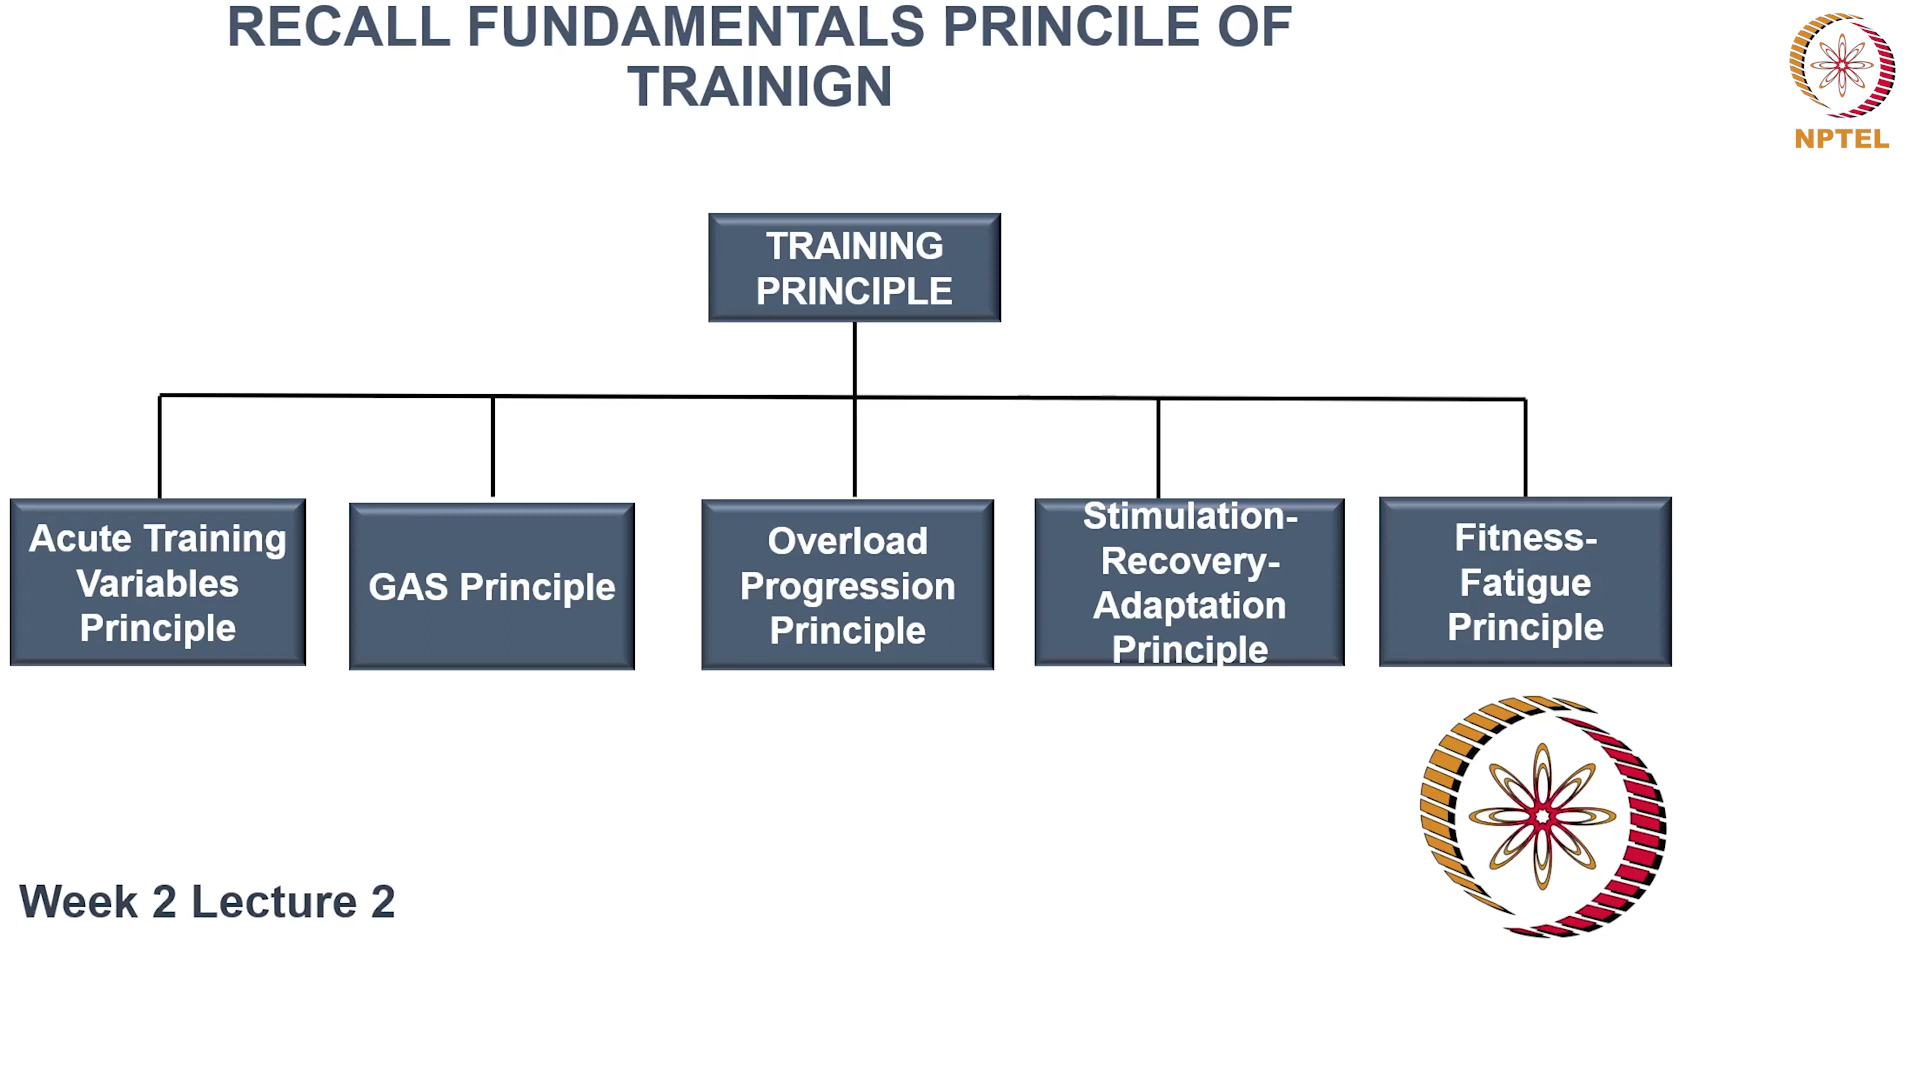 RECALL FUNDAMENTALS PRINCILE OF
TRAINIGN
NPTEL
TRAINING
PRINCIPLE
Acute Training
Variables
Principle
GAS Principle
Overload
Progression
Principle
Stimulation-
Recovery-
Adaptation
Principle
Fitness-
Fatigue
Principle
Week 2 Lecture 2